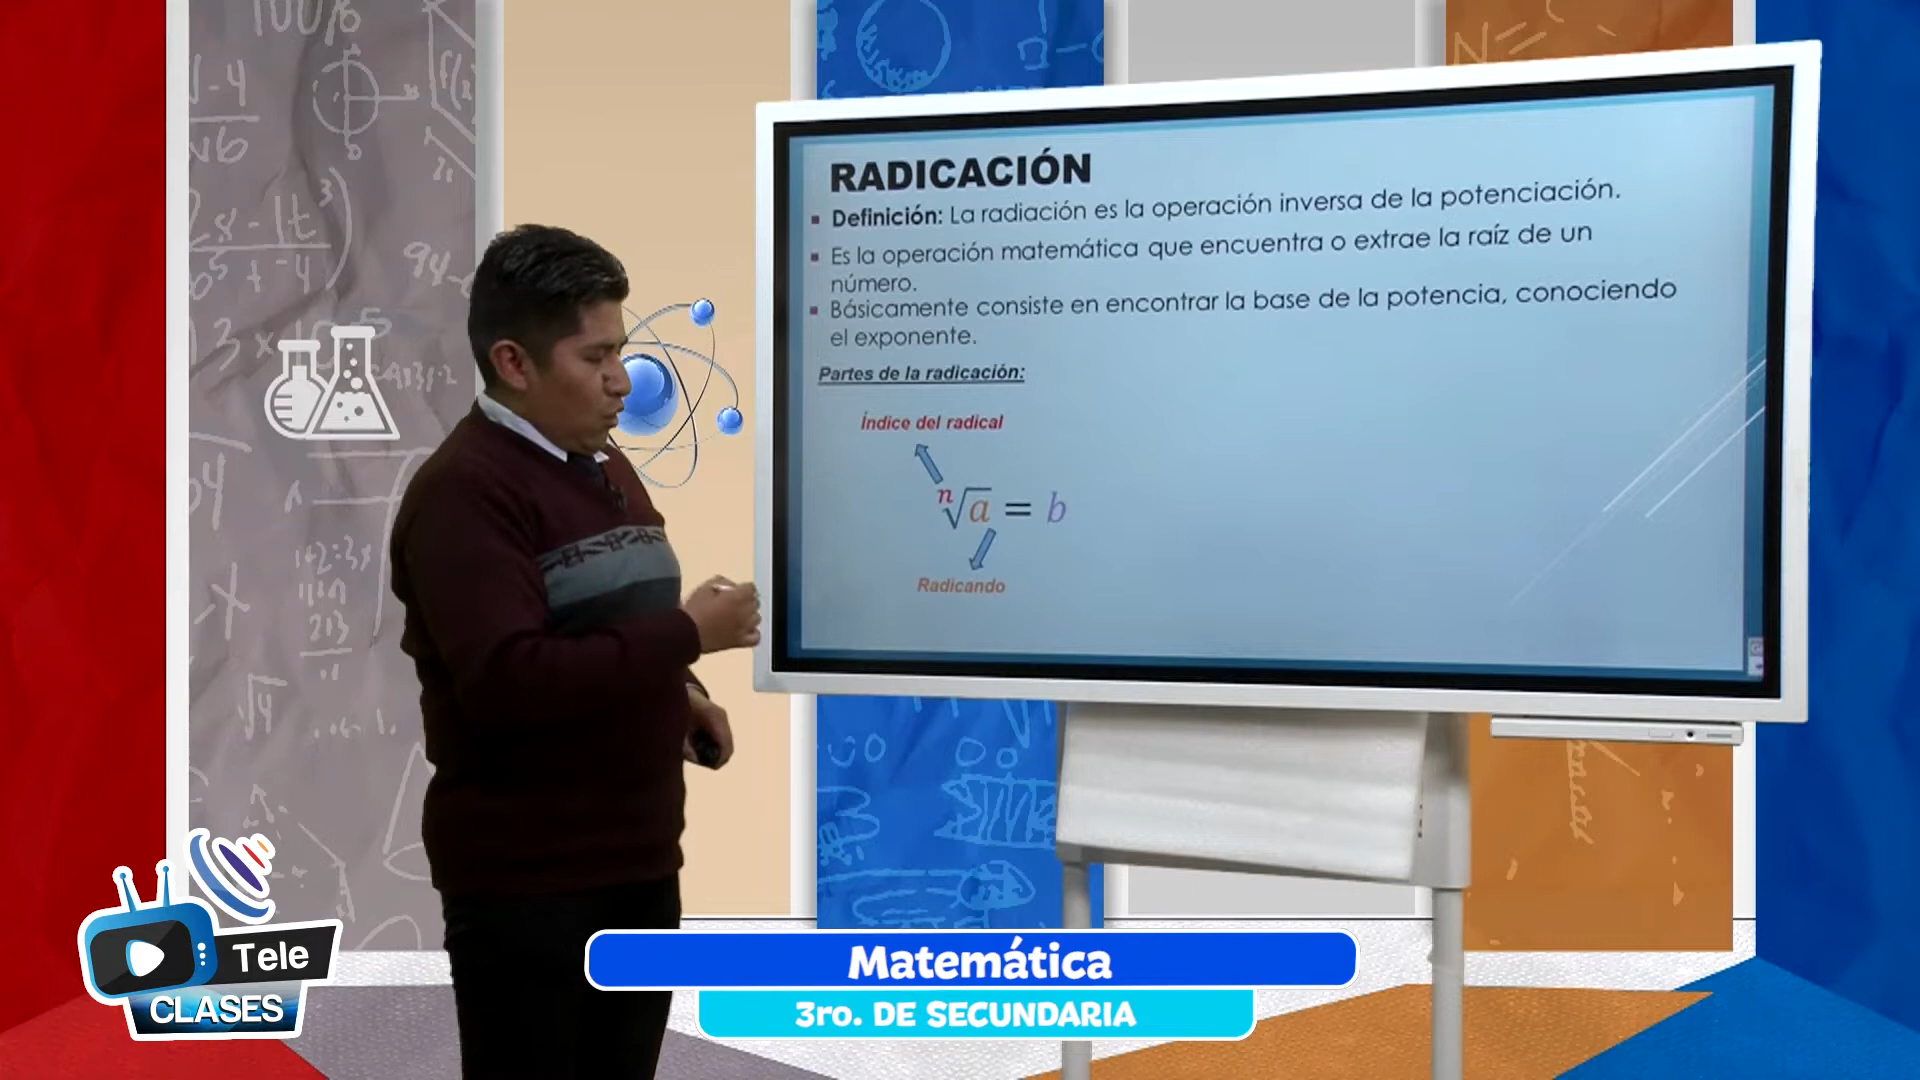 RADICACIÓN
▪ Definición: La radiación es la operación inversa de la potenciación.
▪ Es la operación matemática que encuentra o extrae la raíz de un
número.
▪ Básicamente consiste en encontrar la base de la potencia, conociendo
el exponente.
Partes de la radicación:
Índice del radical
n√a = b
Radicando
Tele
CLASES
Matemática
3ro. DE SECUNDARIA